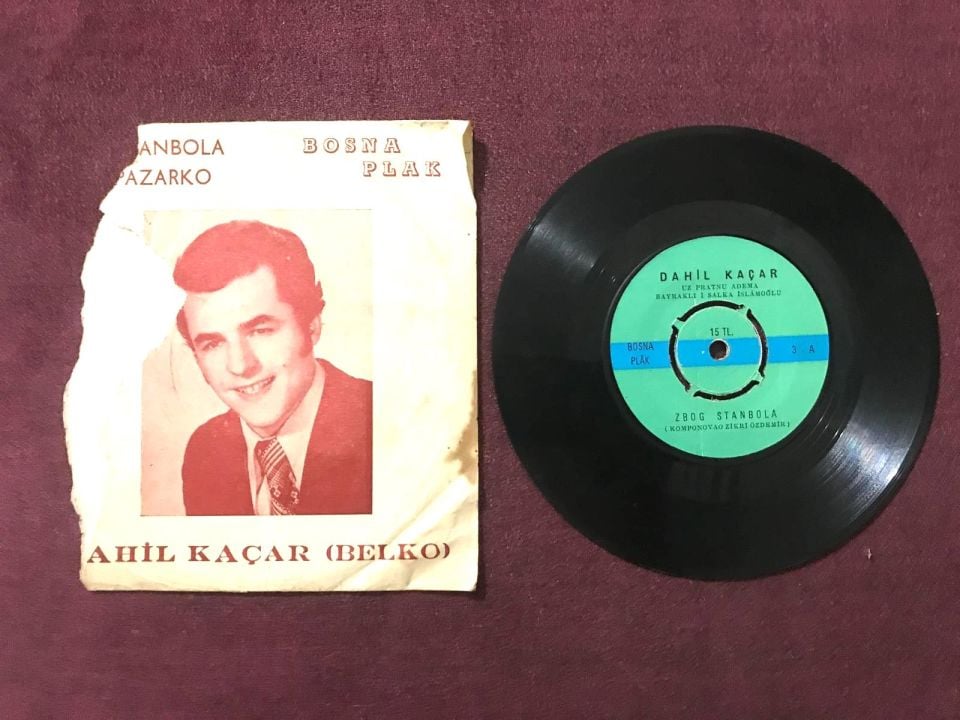 ANBOLA
PAZARKO
BOSNA
PLAK
AHİL KAÇAR (BELKO)
DAHİL KAÇAR
UZ PRATNU ADEMA
BAYRAKLI I SALKA İSLÂMOĞLU
15 TL.
BOSNA
PLÂK
3 - A
ZBOG STANBOLA
(KOMPONOVAO ZİKRİ ÖZDEMİR)